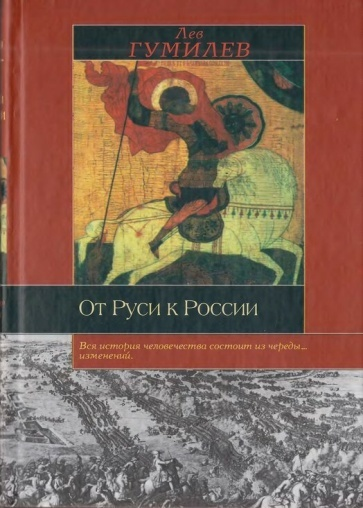 Лев
ГУМИЛЕВ
От Руси к России
Вся история человечества состоит из череды...
изменений.